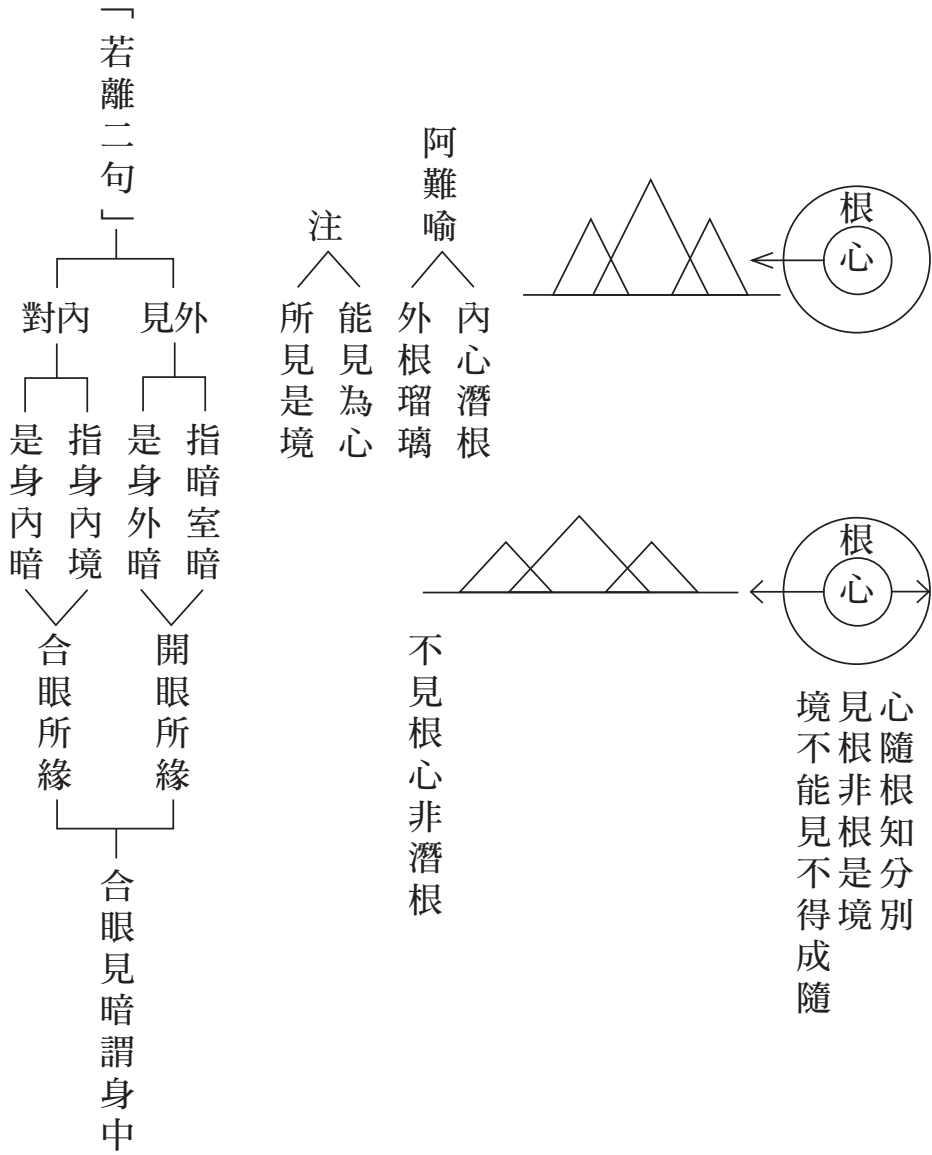 根
心
阿難喻
內心潛根
外根瑠璃
注
能見為心
所見是境
根
心
心隨根知分別
見根非根是境
境不能見不得成隨
不見根心非潛根
「若離二句」
見外
對內
指暗室暗
是身外暗
指身內境
是身內暗
開眼所緣
合眼所緣
合眼見暗謂身中